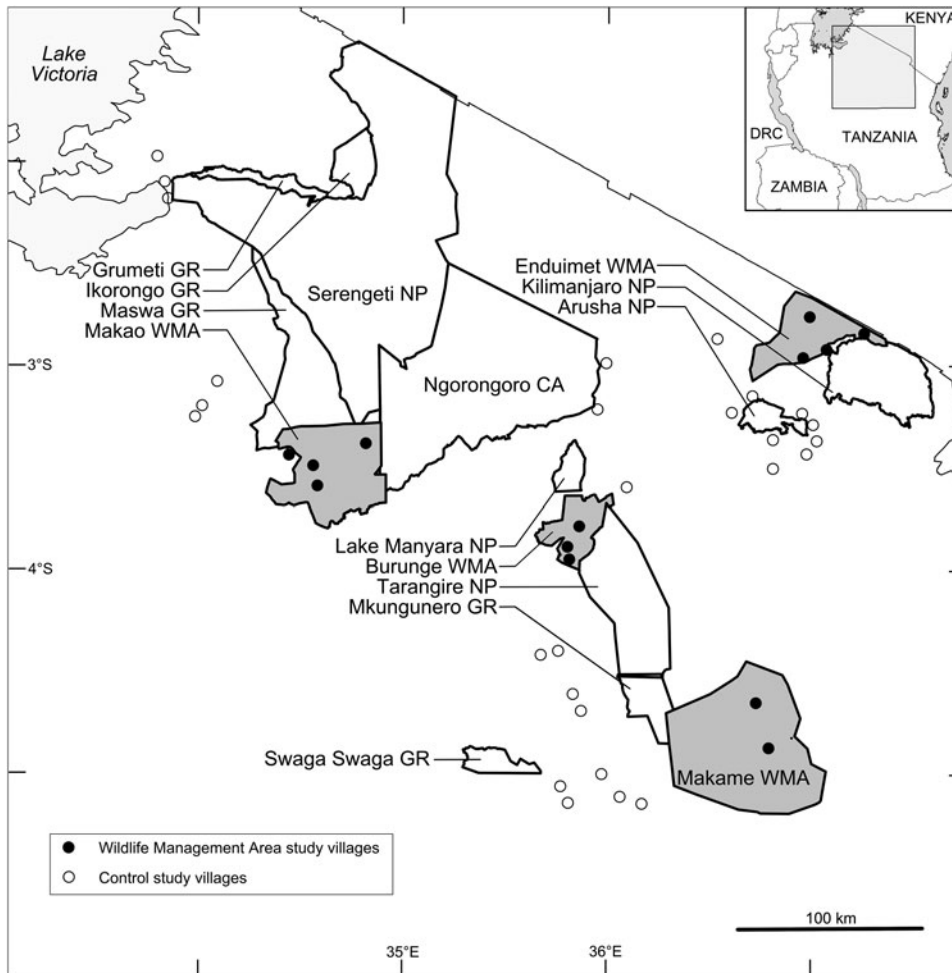 Lake
Victoria
KENYA
DRC
TANZANIA
ZAMBIA
Grumeti GR
Ikorongo GR
Maswa GR
Makao WMA
Serengeti NP
Enduimet WMA
Kilimanjaro NP
Arusha NP
3°S
Ngorongoro CA
Lake Manyara NP
Burunge WMA
Tarangire NP
Mkungunero GR
4°S
Swaga Swaga GR
Makame WMA
Wildlife Management Area study villages
Control study villages
100 km
35°E
36°E